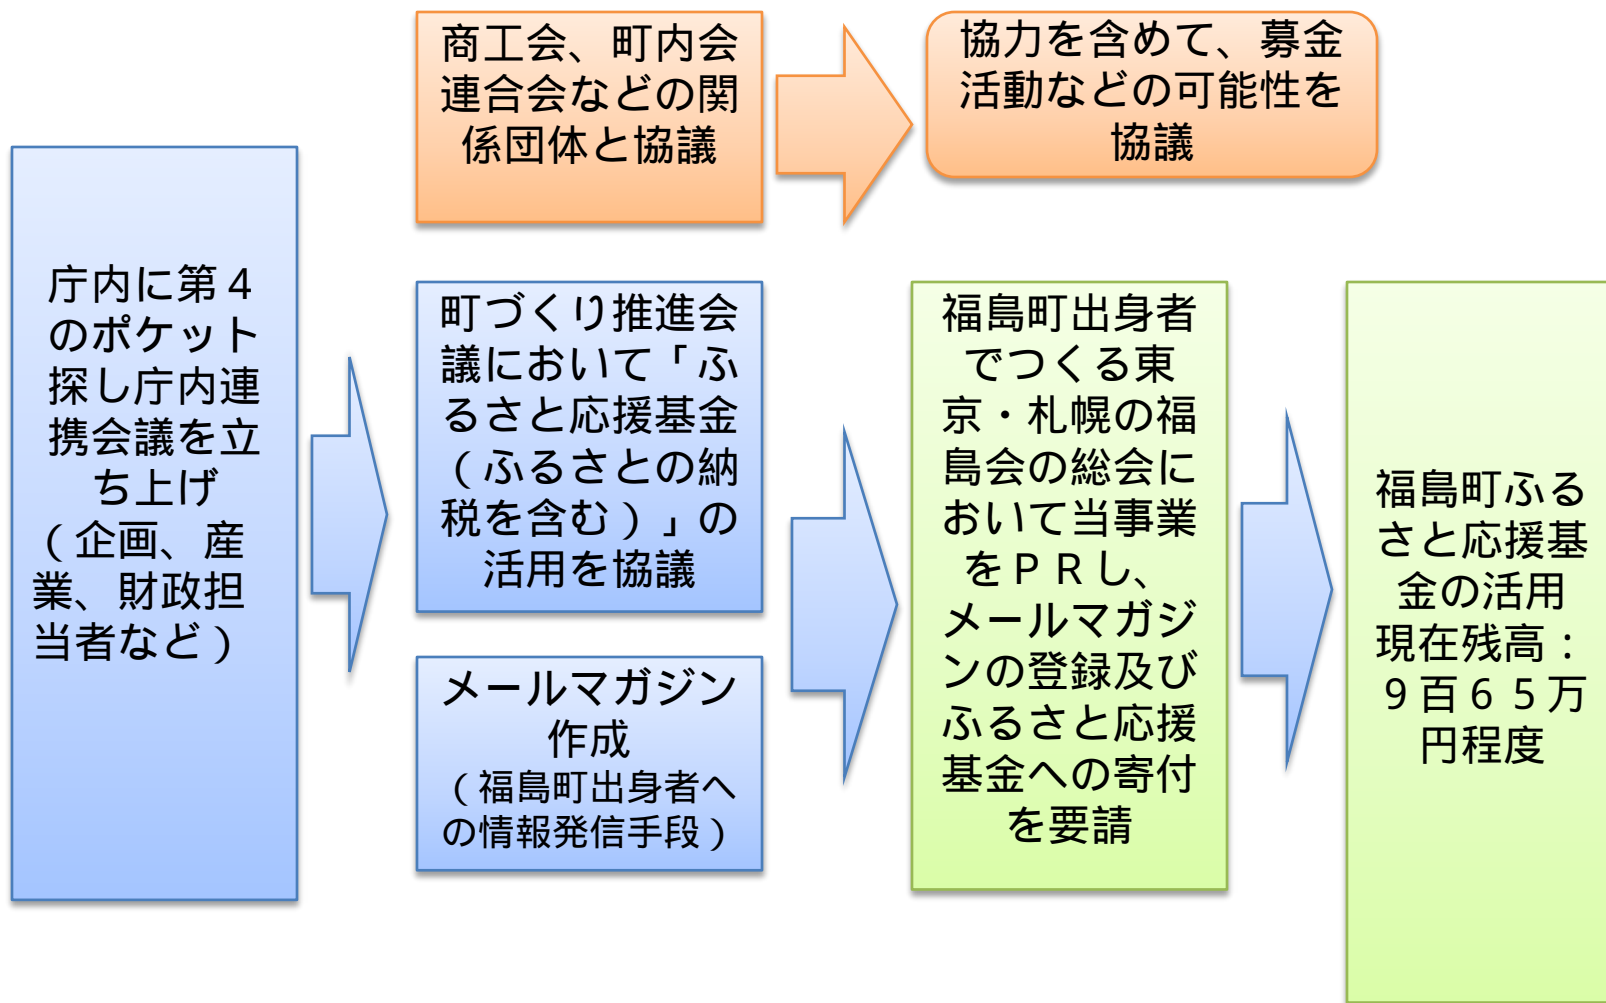 商工会、町内会
連合会などの関
係団体と協議
協力を含めて、募金
活動などの可能性を
協議
庁内に第４
のポケット
探し庁内連
携会議を立
ち上げ
（企画、産
業、財政担
当者など）
町づくり推進会
議において「ふ
るさと応援基金
（ふるさとの納
税を含む）」の
活用を協議
メールマガジン
作成
（福島町出身者へ
の情報発信手段）
福島町出身者
でつくる東
京・札幌の福
島会の総会に
おいて当事業
をＰＲし、
メールマガジ
ンの登録及び
ふるさと応援
基金への寄付
を要請
福島町ふる
さと応援基
金の活用
現在残高：
９百６５万
円程度